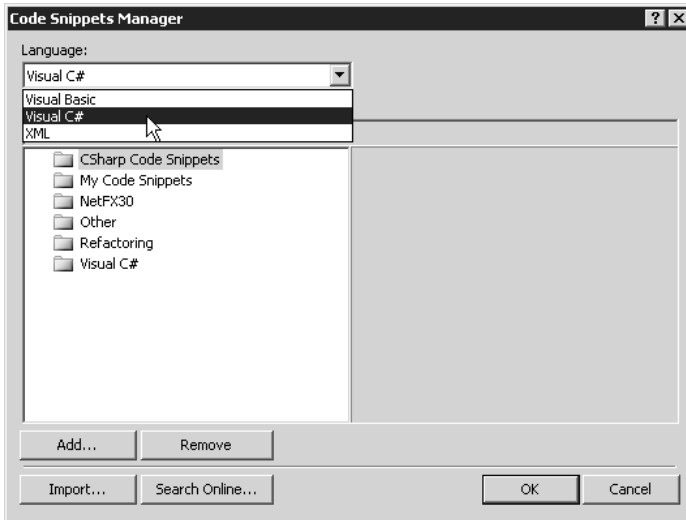 Code Snippets Manager
Language:
Visual C#
Visual Basic
Visual C#
XML
CSharp Code Snippets
My Code Snippets
NetFX30
Other
Refactoring
Visual C#
Add...
Remove
Import...
Search Online...
OK
Cancel